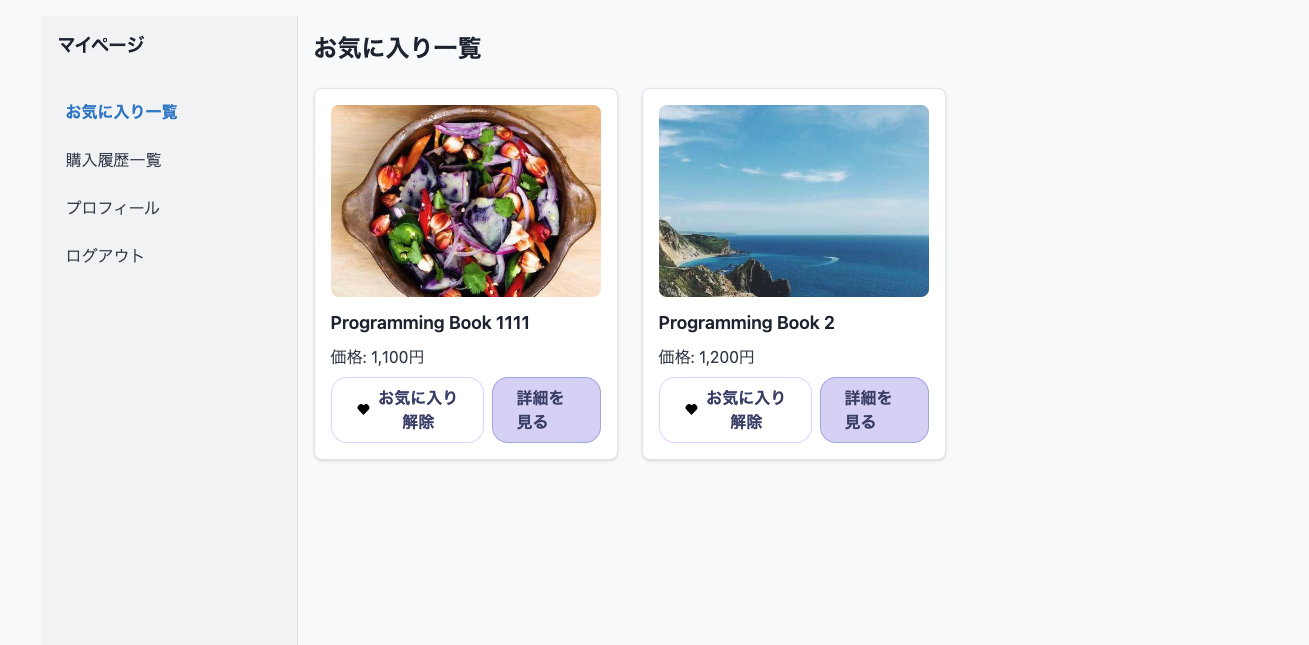 マイページ
お気に入り一覧
購入履歴一覧
プロフィール
ログアウト
お気に入り一覧
Programming Book 1111
価格: 1,100円
お気に入り
解除
詳細を
見る
Programming Book 2
価格: 1,200円
お気に入り
解除
詳細を
見る